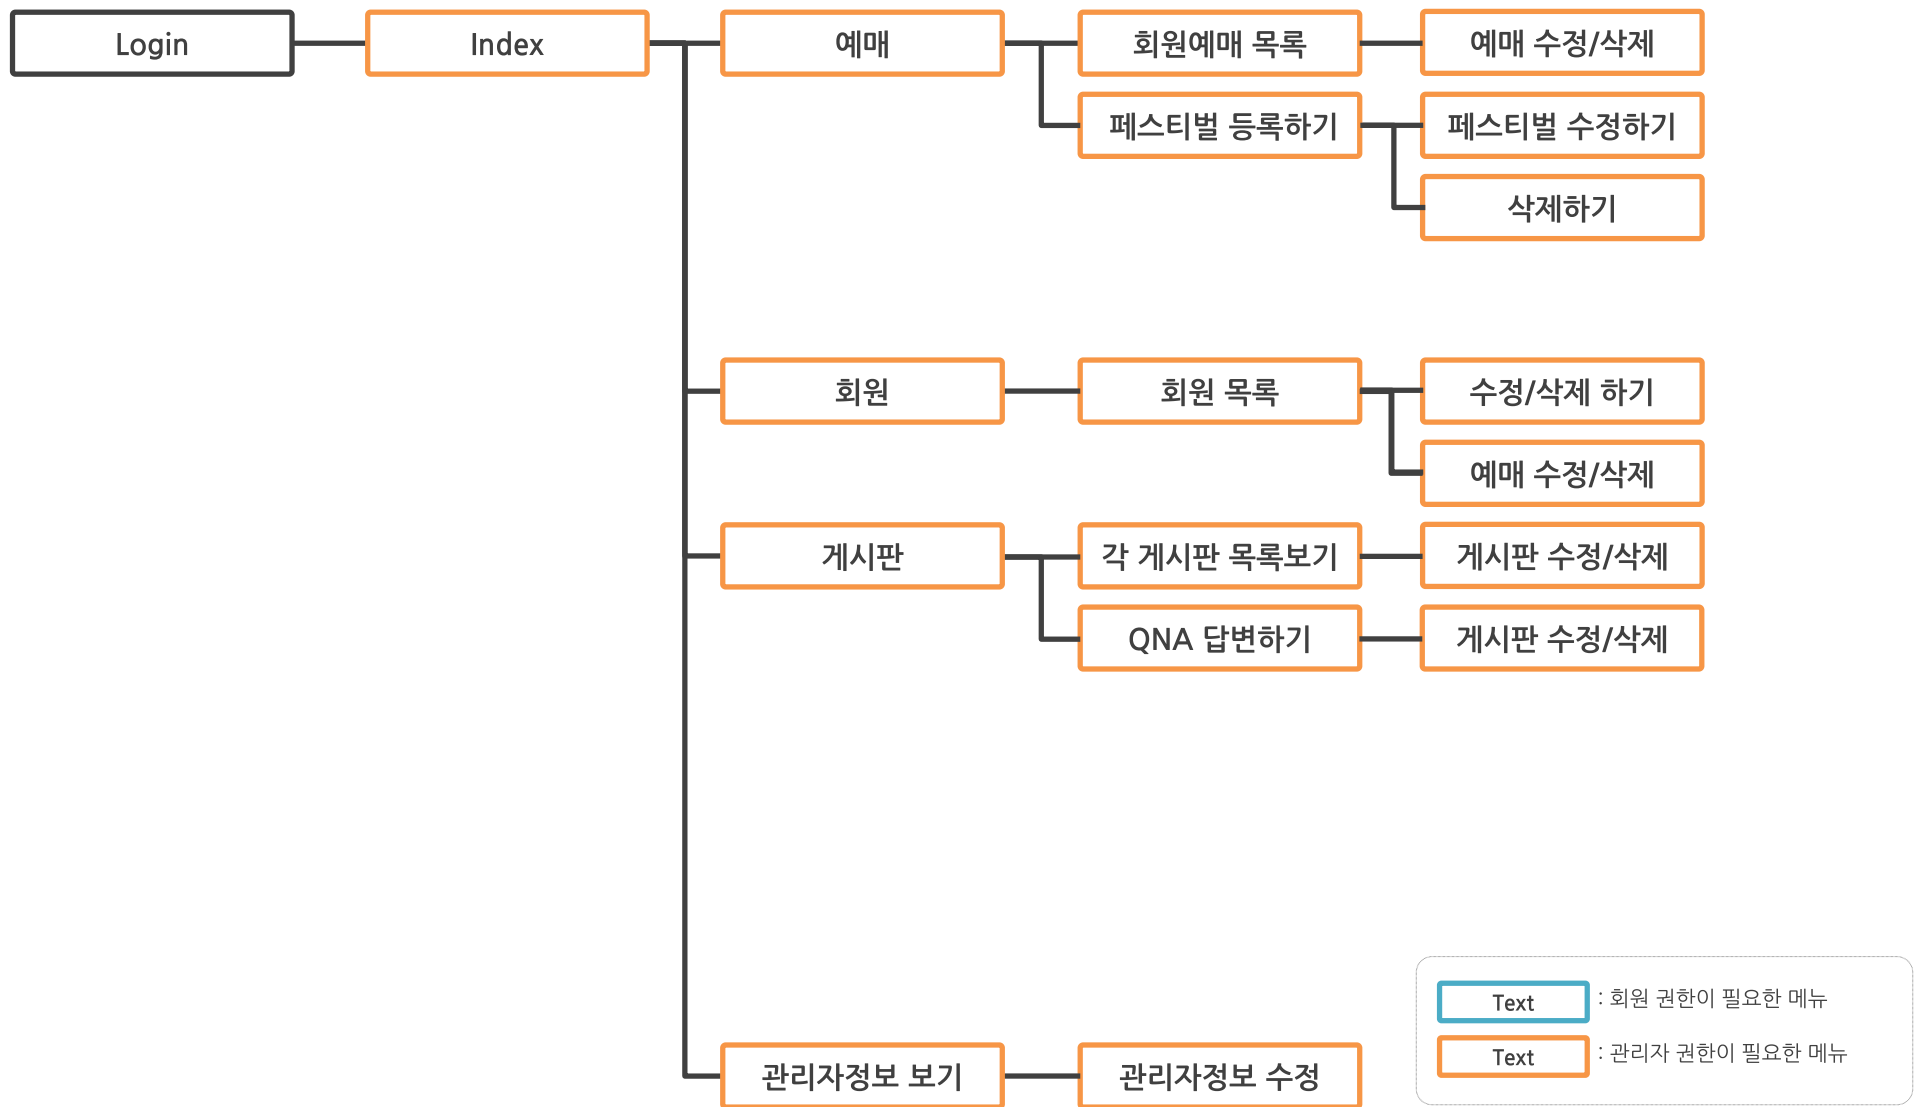 Login
Index
예매
회원예매 목록
예매 수정/삭제
페스티벌 등록하기
페스티벌 수정하기
삭제하기
회원
회원 목록
수정/삭제 하기
예매 수정/삭제
게시판
각 게시판 목록보기
게시판 수정/삭제
QNA 답변하기
게시판 수정/삭제
관리자정보 보기
관리자정보 수정
Text : 회원 권한이 필요한 메뉴
Text : 관리자 권한이 필요한 메뉴